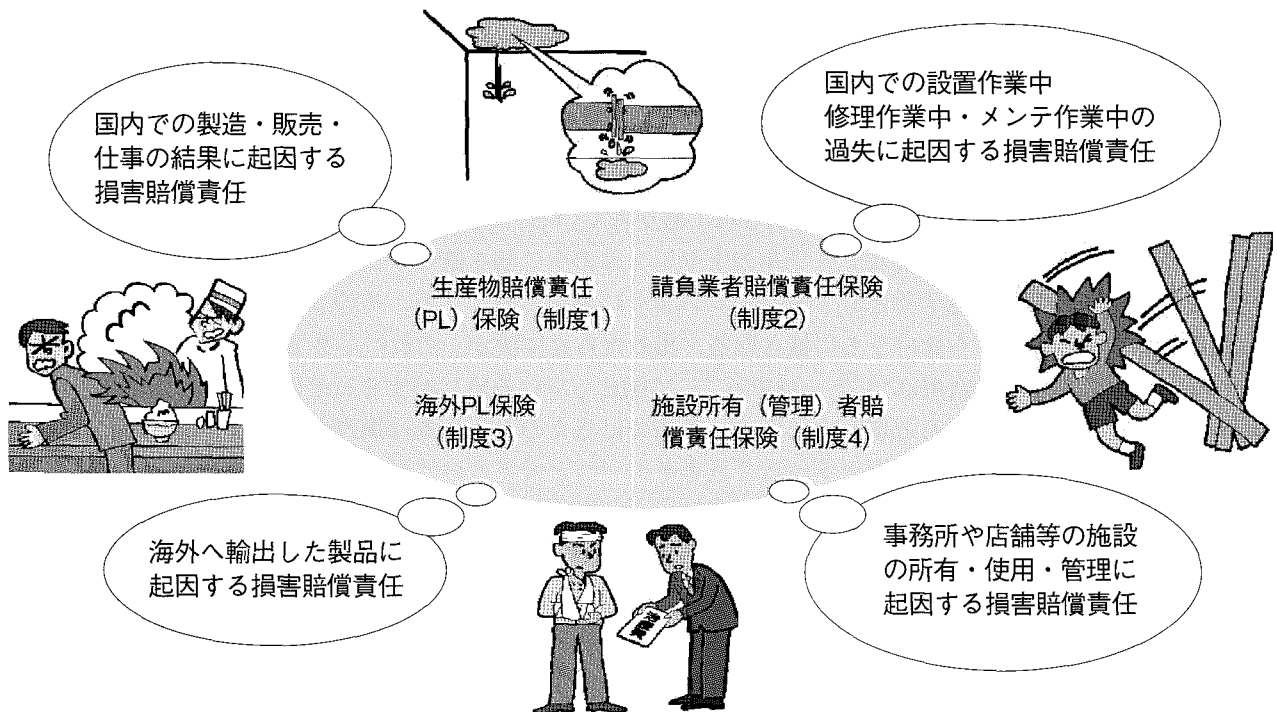 国内での製造・販売・
仕事の結果に起因する
損害賠償責任
国内での設置作業中
修理作業中・メンテ作業中の
過失に起因する損害賠償責任
生産物賠償責任
(PL)保険(制度1)
請負業者賠償責任保険
(制度2)
海外PL保険
(制度3)
施設所有(管理)者賠
償責任保険(制度4)
海外へ輸出した製品に
起因する損害賠償責任
事務所や店舗等の施設
の所有・使用・管理に
起因する損害賠償責任